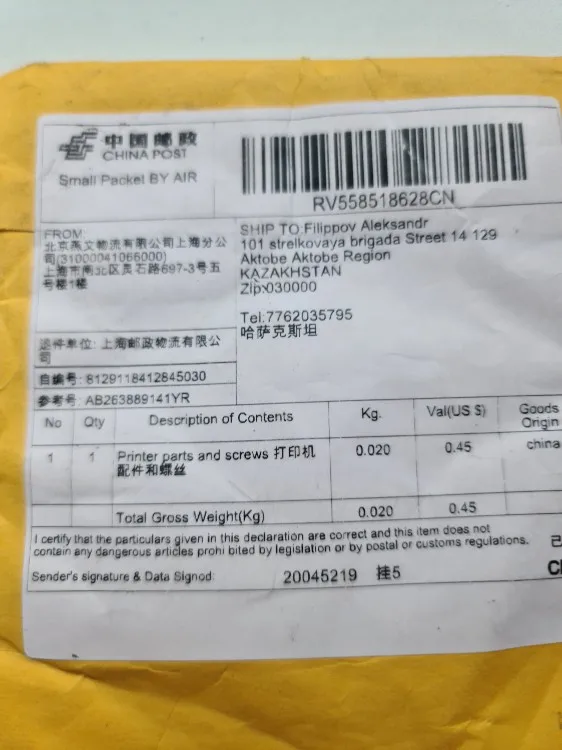 中国邮政
CHINA POST
Small Packet BY AIR
RV558518628CN
FROM:
北京燕文物流有限公司上海分公
司(31000041066000)
上海市闸北区灵石路697-3号五
号楼1楼
SHIP TO:Filippov Aleksandr
101 strelkovaya brigada Street 14 129
Aktobe Aktobe Region
KAZAKHSTAN
Zip:030000
Tel:7762035795
哈萨克斯坦
运件单位: 上海邮政物流有限公
司
自编号: 8129118412845030
参考号: AB263889141YR
No Qty Description of Contents Kg. Val(US $) Goods
Origin
1 1 Printer parts and screws 打印机 0.020 0.45 china
配件和螺丝
Total Gross Weight(Kg) 0.020 0.45
I certify that the particulars given in this declaration are correct and this item does not
contain any dangerous articles prohi bited by legislation or by postal or customs regulations.
Sender's signature & Data Signod: 20045219 挂5